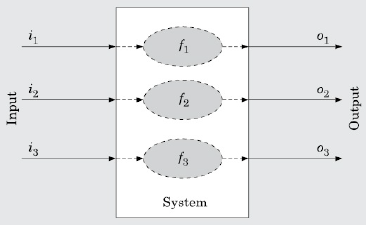 i1 f1 o1
i2 f2 o2
i3 f3 o3
Input
Output
System